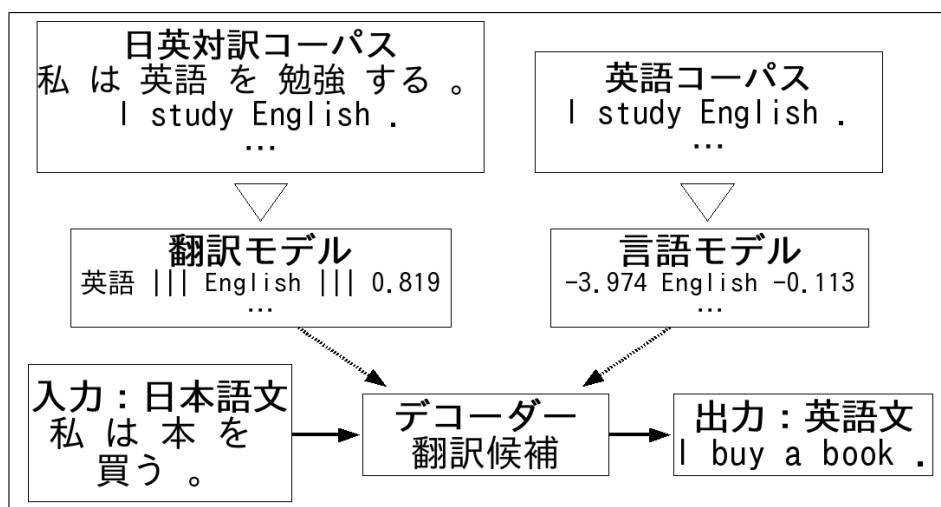 日英対訳コーパス
私 は 英語 を 勉強 する 。
I study English .
…
英語コーパス
I study English .
…
翻訳モデル
英語 ||| English ||| 0.819
…
言語モデル
-3.974 English -0.113
…
入力：日本語文
私 は 本 を
買う 。
デコーダー
翻訳候補
出力：英語文
I buy a book .